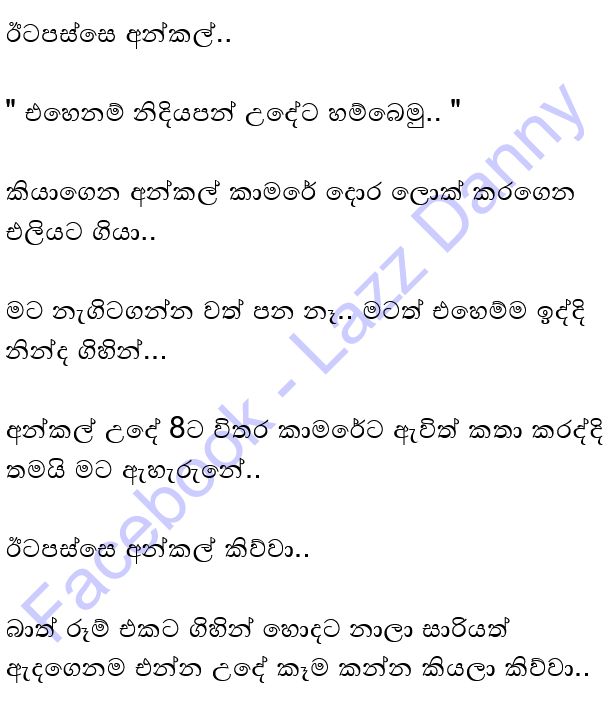 ඊටපස්සෙ අන්කල්..
" එහෙනම් නිදියපන් උදේට හම්බෙමු.. "
කියාගෙන අන්කල් කාමරේ දොර ලොක් කරගෙන
එලියට ගියා..
මට නැගිටගන්න වත් පන නෑ.. මටත් එහෙම්ම ඉද්දි
නින්ද ගිහින්...
අන්කල් උදේ 8ට විතර කාමරේට ඇවිත් කතා කරද්දි
තමයි මට ඇහැරුනේ..
ඊටපස්සෙ අන්කල් කිව්වා..
බාත් රූම් එකට ගිහින් හොදට නාලා සාරියත්
ඇදගෙනම එන්න උදේ කෑම කන්න කියලා කිව්වා..
Facebook - Lazz Danny